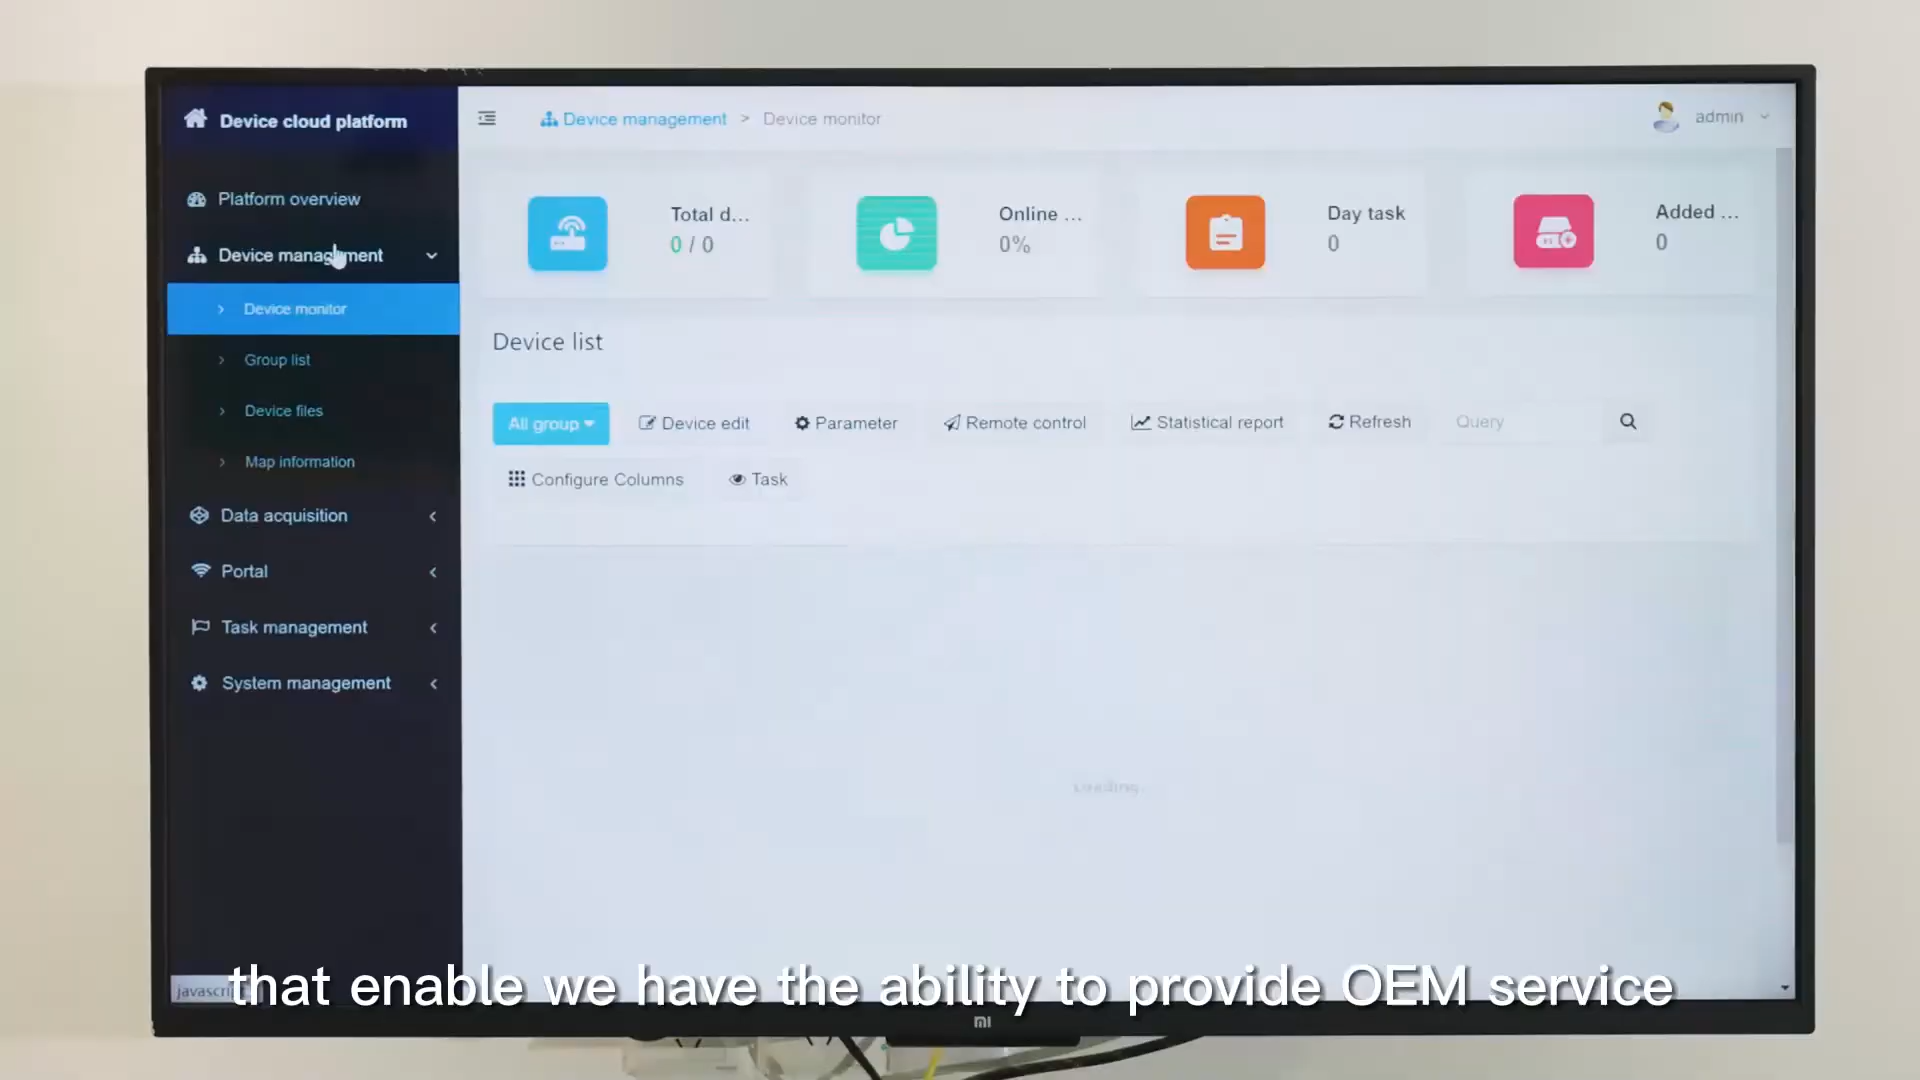 Device cloud platform
Device management > Device monitor
admin
Platform overview
Device management
Device monitor
Group list
Device files
Map information
Data acquisition
Portal
Task management
System management
Total d...
0 / 0
Online ...
0%
Day task
0
Added ...
0
Device list
All group
Device edit
Parameter
Remote control
Statistical report
Refresh
Query
Configure Columns
Task
Loading...
that enable we have the ability to provide OEM service
mi